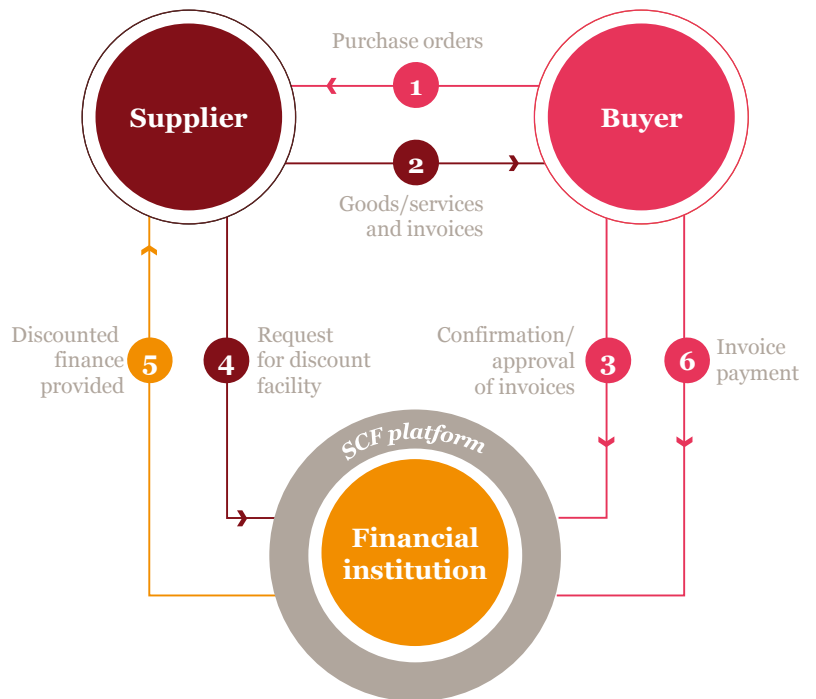 Purchase orders
1
Supplier
Buyer
2
Goods/services
and invoices
Discounted
finance
provided
5
4
Request
for discount
facility
Confirmation/
approval
of invoices
3
6
Invoice
payment
SCF platform
Financial
institution